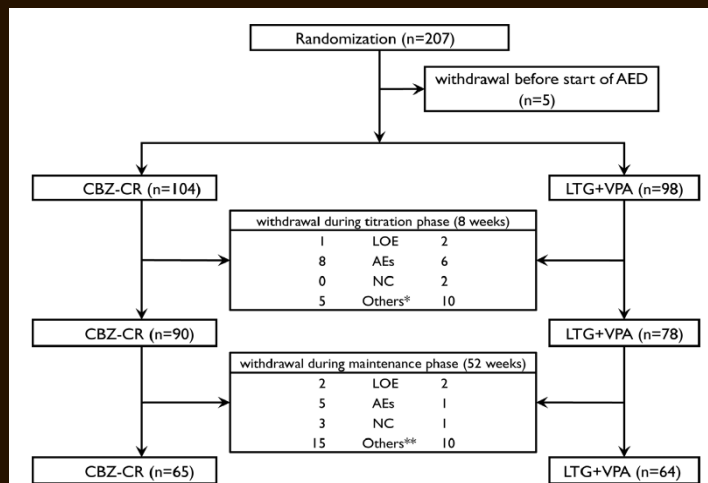 Randomization (n=207)
withdrawal before start of AED
(n=5)
CBZ-CR (n=104)
LTG+VPA (n=98)
withdrawal during titration phase (8 weeks)
1 LOE 2
8 AEs 6
0 NC 2
5 Others* 10
CBZ-CR (n=90)
LTG+VPA (n=78)
withdrawal during maintenance phase (52 weeks)
2 LOE 2
5 AEs 1
3 NC 1
15 Others** 10
CBZ-CR (n=65)
LTG+VPA (n=64)